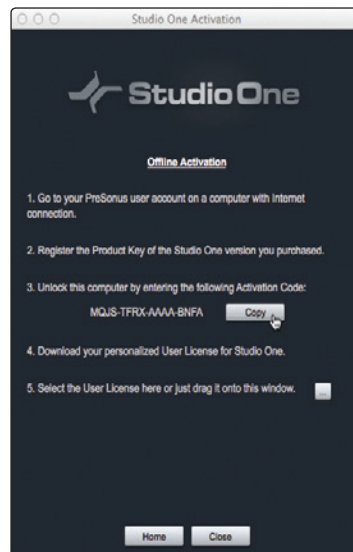 Studio One Activation
Studio One
Offline Activation
1. Go to your PreSonus user account on a computer with Internet
connection.
2. Register the Product Key of the Studio One version you purchased.
3. Unlock this computer by entering the following Activation Code:
MQJS-TFRX-AAAA-BNFA Copy
4. Download your personalized User License for Studio One.
5. Select the User License here or just drag it onto this window. ...
Home Close